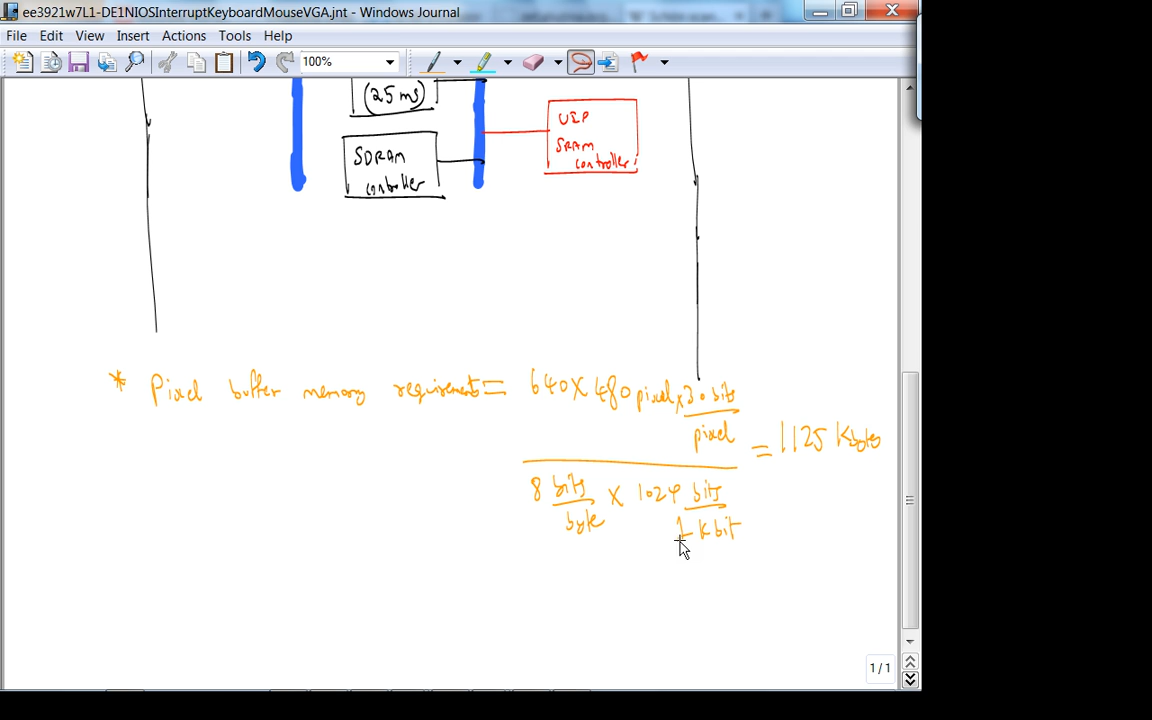 ee3921w7L1-DE1NIOSInterruptKeyboardMouseVGA.jnt - Windows Journal
File Edit View Insert Actions Tools Help
100%
(25 ms)
SDRAM
controller
UIP
SRAM
controller
* Pixel buffer memory requirement = 640 X 480 pixel x 30 bits
pixel
= 1125 Kbytes
8 bits X 1024 bits
byte 1 K bit
1 / 1